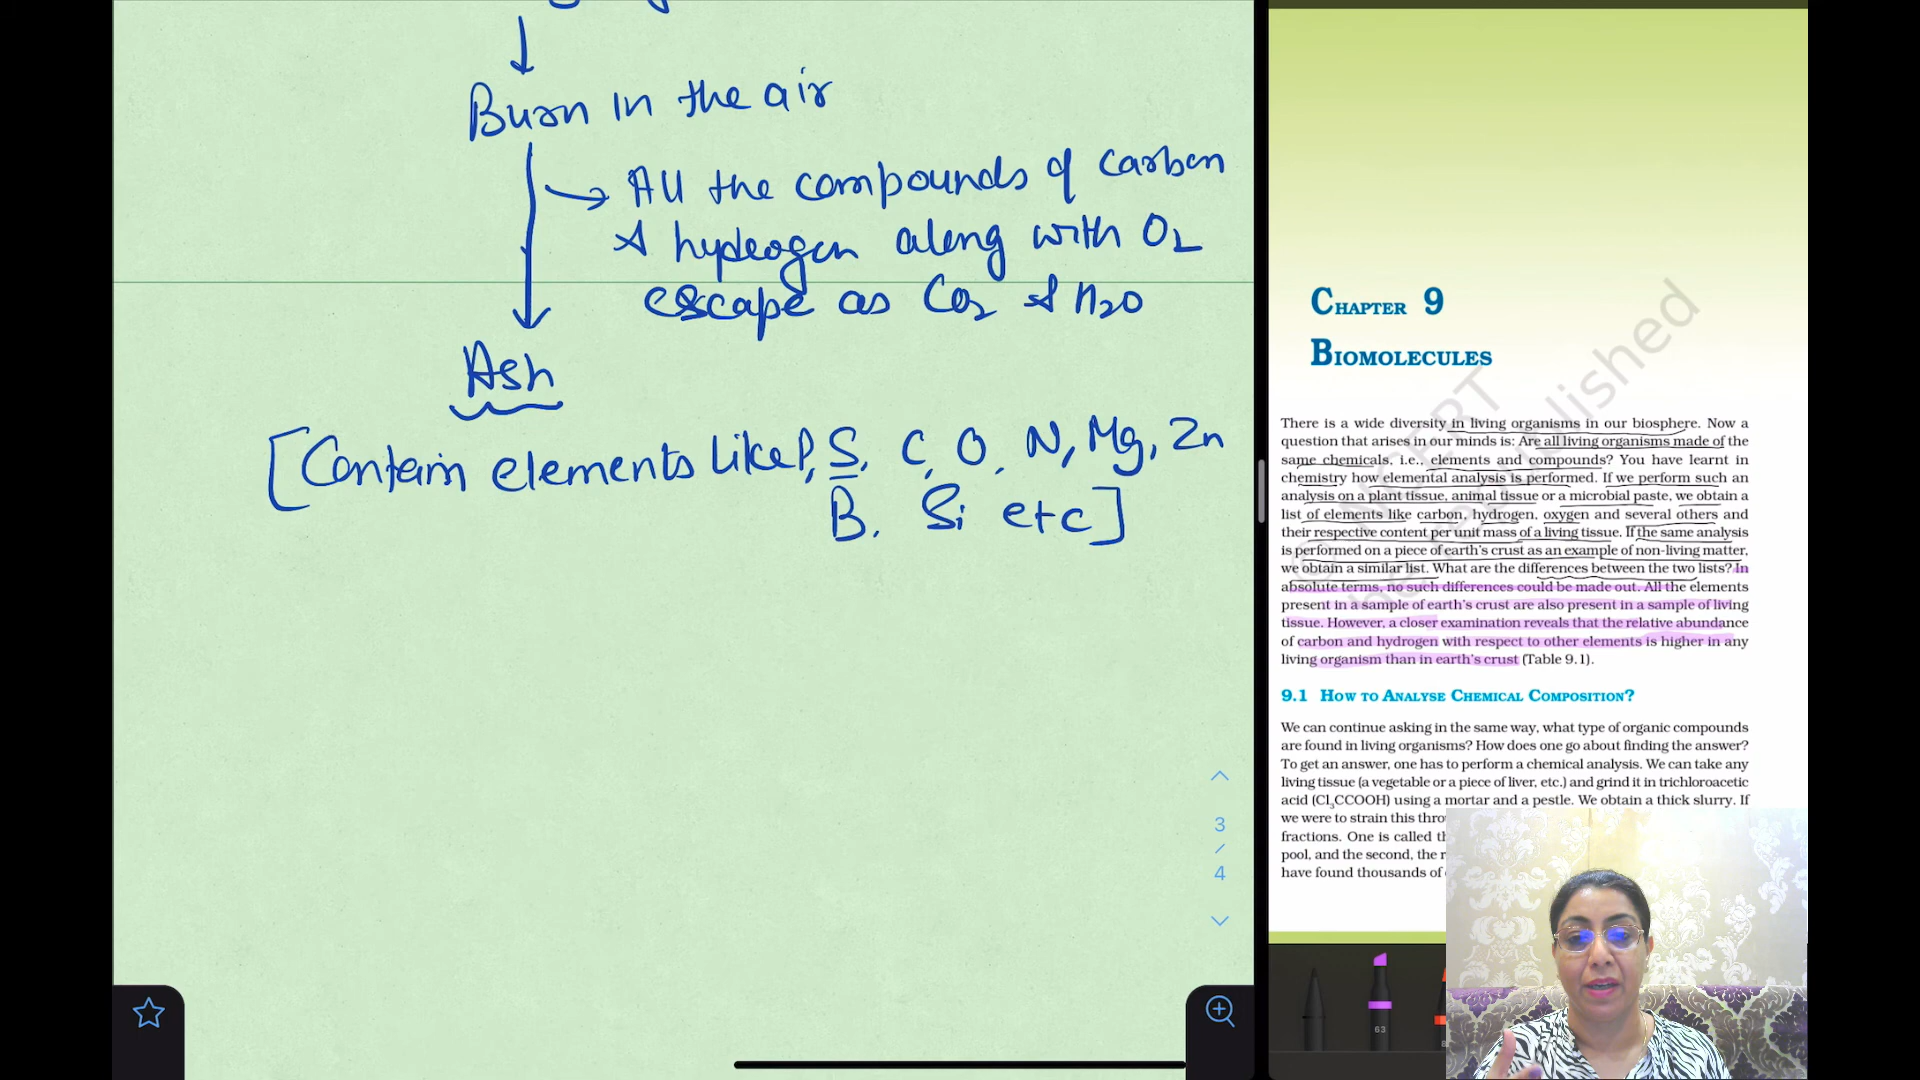 Burn in the air
All the compounds of carbon
& hydrogen along with O2
escape as CO2 & H2O
Ash
[Contain elements like P, S, C, O, N, Mg, Zn
B, Si etc]
3
/
4
CHAPTER 9
BIOMOLECULES
There is a wide diversity in living organisms in our biosphere. Now a
question that arises in our minds is: Are all living organisms made of the
same chemicals, i.e., elements and compounds? You have learnt in
chemistry how elemental analysis is performed. If we perform such an
analysis on a plant tissue, animal tissue or a microbial paste, we obtain a
list of elements like carbon, hydrogen, oxygen and several others and
their respective content per unit mass of a living tissue. If the same analysis
is performed on a piece of earth's crust as an example of non-living matter,
we obtain a similar list. What are the differences between the two lists? In
absolute terms, no such differences could be made out. All the elements
present in a sample of earth's crust are also present in a sample of living
tissue. However, a closer examination reveals that the relative abundance
of carbon and hydrogen with respect to other elements is higher in any
living organism than in earth's crust (Table 9.1).
9.1 HOW TO ANALYSE CHEMICAL COMPOSITION?
We can continue asking in the same way, what type of organic compounds
are found in living organisms? How does one go about finding the answer?
To get an answer, one has to perform a chemical analysis. We can take any
living tissue (a vegetable or a piece of liver, etc.) and grind it in trichloroacetic
acid (Cl3CCOOH) using a mortar and a pestle. We obtain a thick slurry. If
we were to strain this thro
fractions. One is called th
pool, and the second, the r
have found thousands of
63